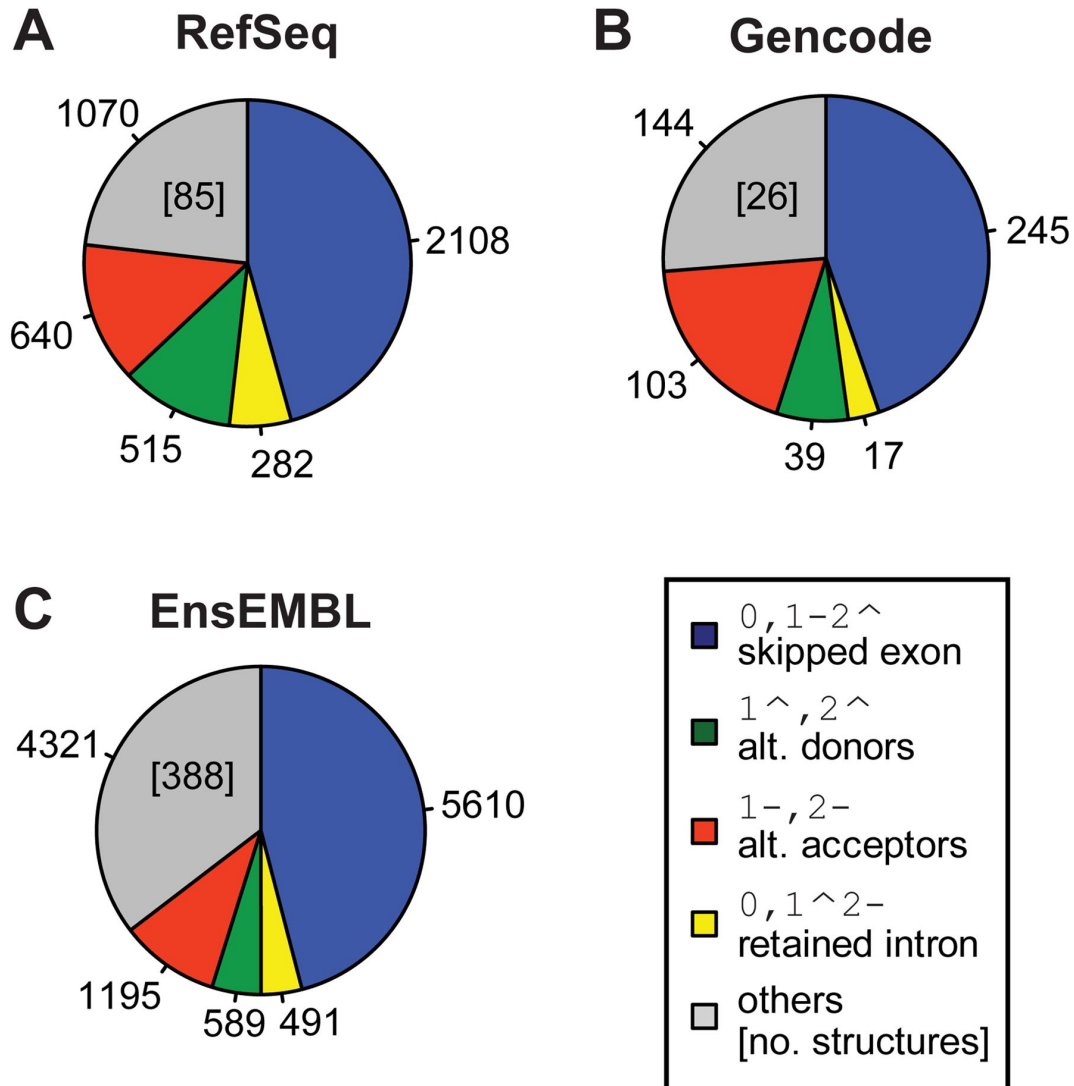 A RefSeq
1070
[85]
2108
640
515
282
B Gencode
144
[26]
245
103
39
17
C EnsEMBL
4321
[388]
5610
1195
589
491
0,1-2^
skipped exon
1^,2^
alt. donors
1-,2-
alt. acceptors
0,1^2-
retained intron
others
[no. structures]